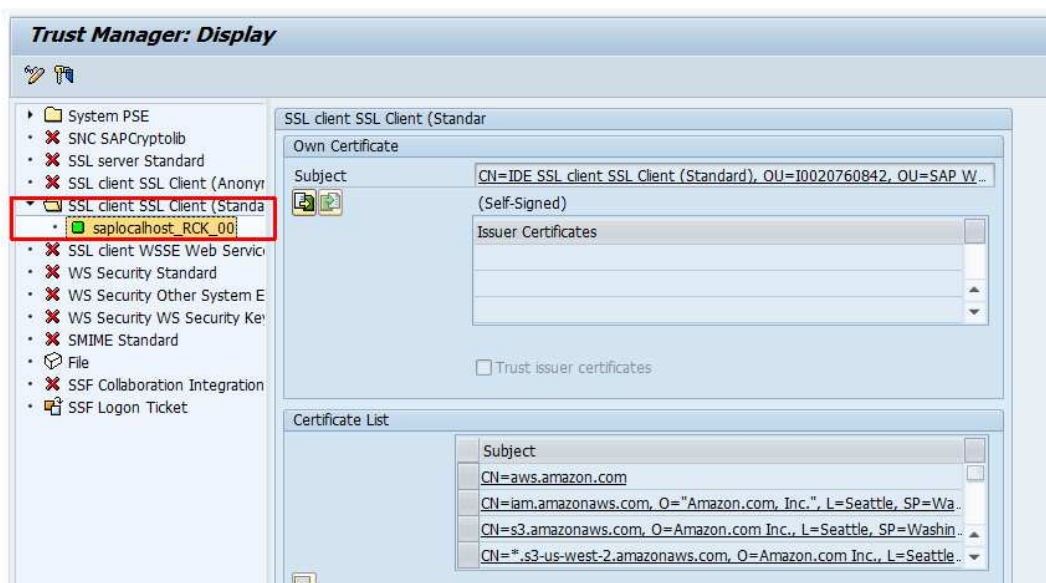 Trust Manager: Display
System PSE
SNC SAPCryptolib
SSL server Standard
SSL client SSL Client (Anonyr
SSL client SSL Client (Standa
saplocalhost_RCK_00
SSL client WSSE Web Servic
WS Security Standard
WS Security Other System E
WS Security WS Security Key
SMIME Standard
File
SSF Collaboration Integration
SSF Logon Ticket
SSL client SSL Client (Standar
Own Certificate
Subject CN=IDE SSL client SSL Client (Standard), OU=I0020760842, OU=SAP W..
(Self-Signed)
Issuer Certificates
Trust issuer certificates
Certificate List
Subject
CN=aws.amazon.com
CN=iam.amazonaws.com, O="Amazon.com, Inc.", L=Seattle, SP=Wa..
CN=s3.amazonaws.com, O=Amazon.com Inc., L=Seattle, SP=Washin..
CN=*.s3-us-west-2.amazonaws.com, O=Amazon.com Inc., L=Seattle..